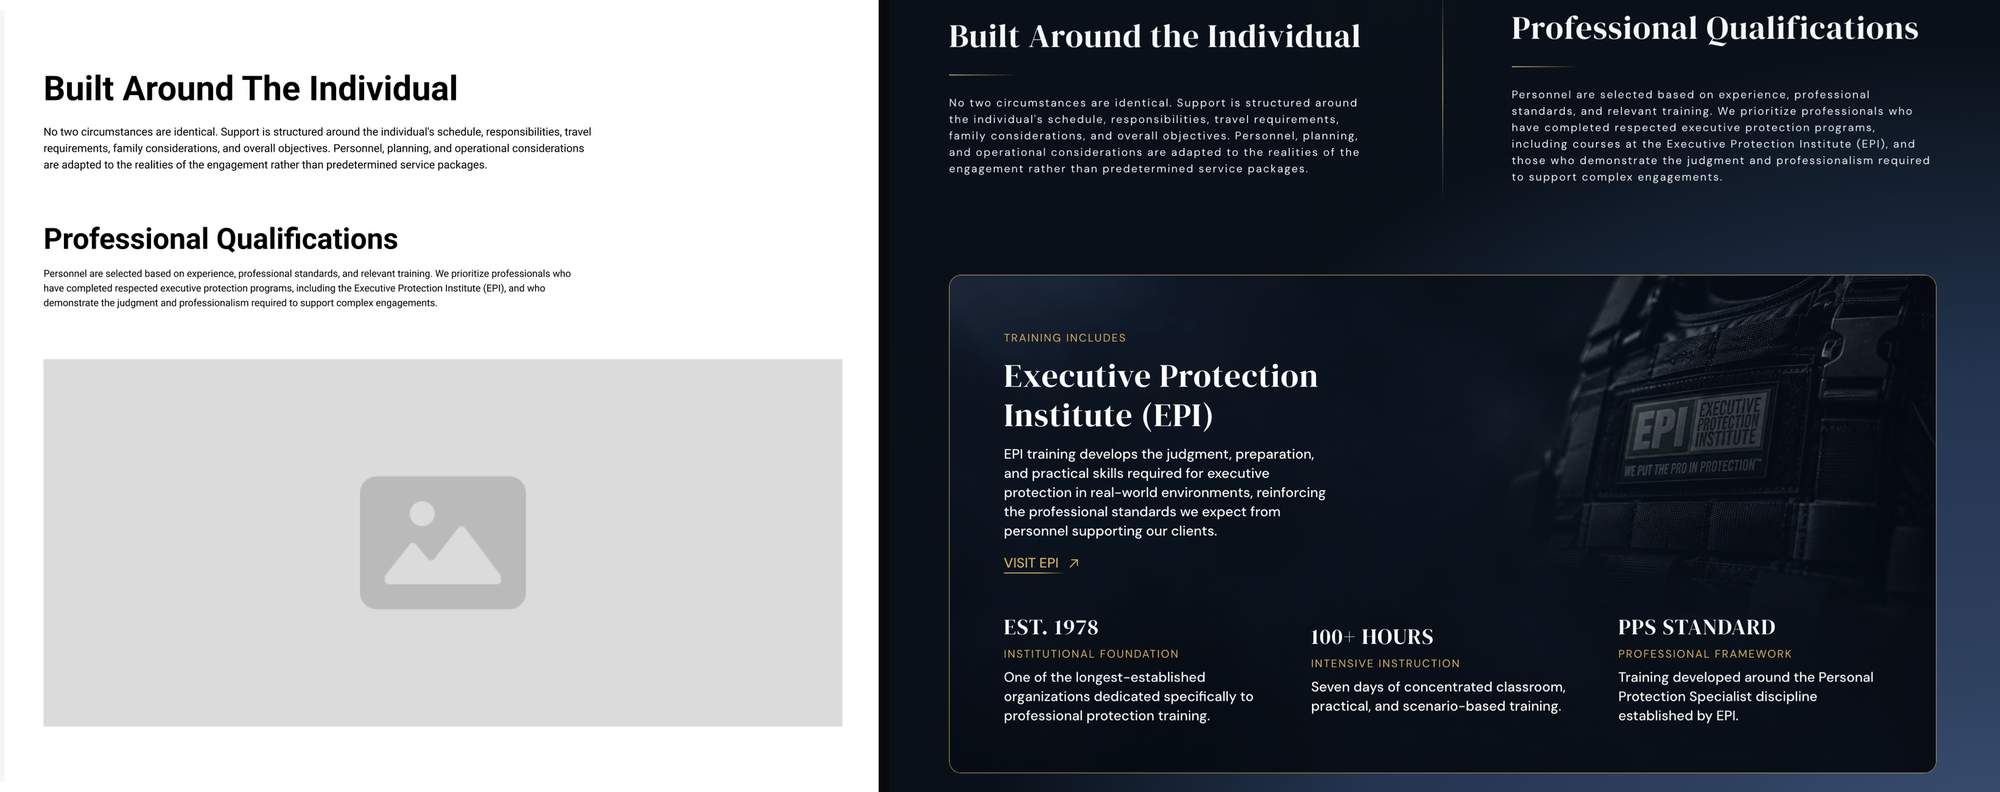 Built Around The Individual
No two circumstances are identical. Support is structured around the individual's schedule, responsibilities, travel
requirements, family considerations, and overall objectives. Personnel, planning, and operational considerations
are adapted to the realities of the engagement rather than predetermined service packages.
Professional Qualifications
Personnel are selected based on experience, professional standards, and relevant training. We prioritize professionals who
have completed respected executive protection programs, including the Executive Protection Institute (EPI), and who
demonstrate the judgment and professionalism required to support complex engagements.
Built Around the Individual
No two circumstances are identical. Support is structured around
the individual's schedule, responsibilities, travel requirements,
family considerations, and overall objectives. Personnel, planning,
and operational considerations are adapted to the realities of the
engagement rather than predetermined service packages.
Professional Qualifications
Personnel are selected based on experience, professional
standards, and relevant training. We prioritize professionals who
have completed respected executive protection programs,
including courses at the Executive Protection Institute (EPI), and
those who demonstrate the judgment and professionalism required
to support complex engagements.
TRAINING INCLUDES
Executive Protection
Institute (EPI)
EPI training develops the judgment, preparation,
and practical skills required for executive
protection in real-world environments, reinforcing
the professional standards we expect from
personnel supporting our clients.
VISIT EPI
EPI
EXECUTIVE
PROTECTION
INSTITUTE
WE PUT THE PRO IN PROTECTION™
EST. 1978
INSTITUTIONAL FOUNDATION
One of the longest-established
organizations dedicated specifically to
professional protection training.
100+ HOURS
INTENSIVE INSTRUCTION
Seven days of concentrated classroom,
practical, and scenario-based training.
PPS STANDARD
PROFESSIONAL FRAMEWORK
Training developed around the Personal
Protection Specialist discipline
established by EPI.